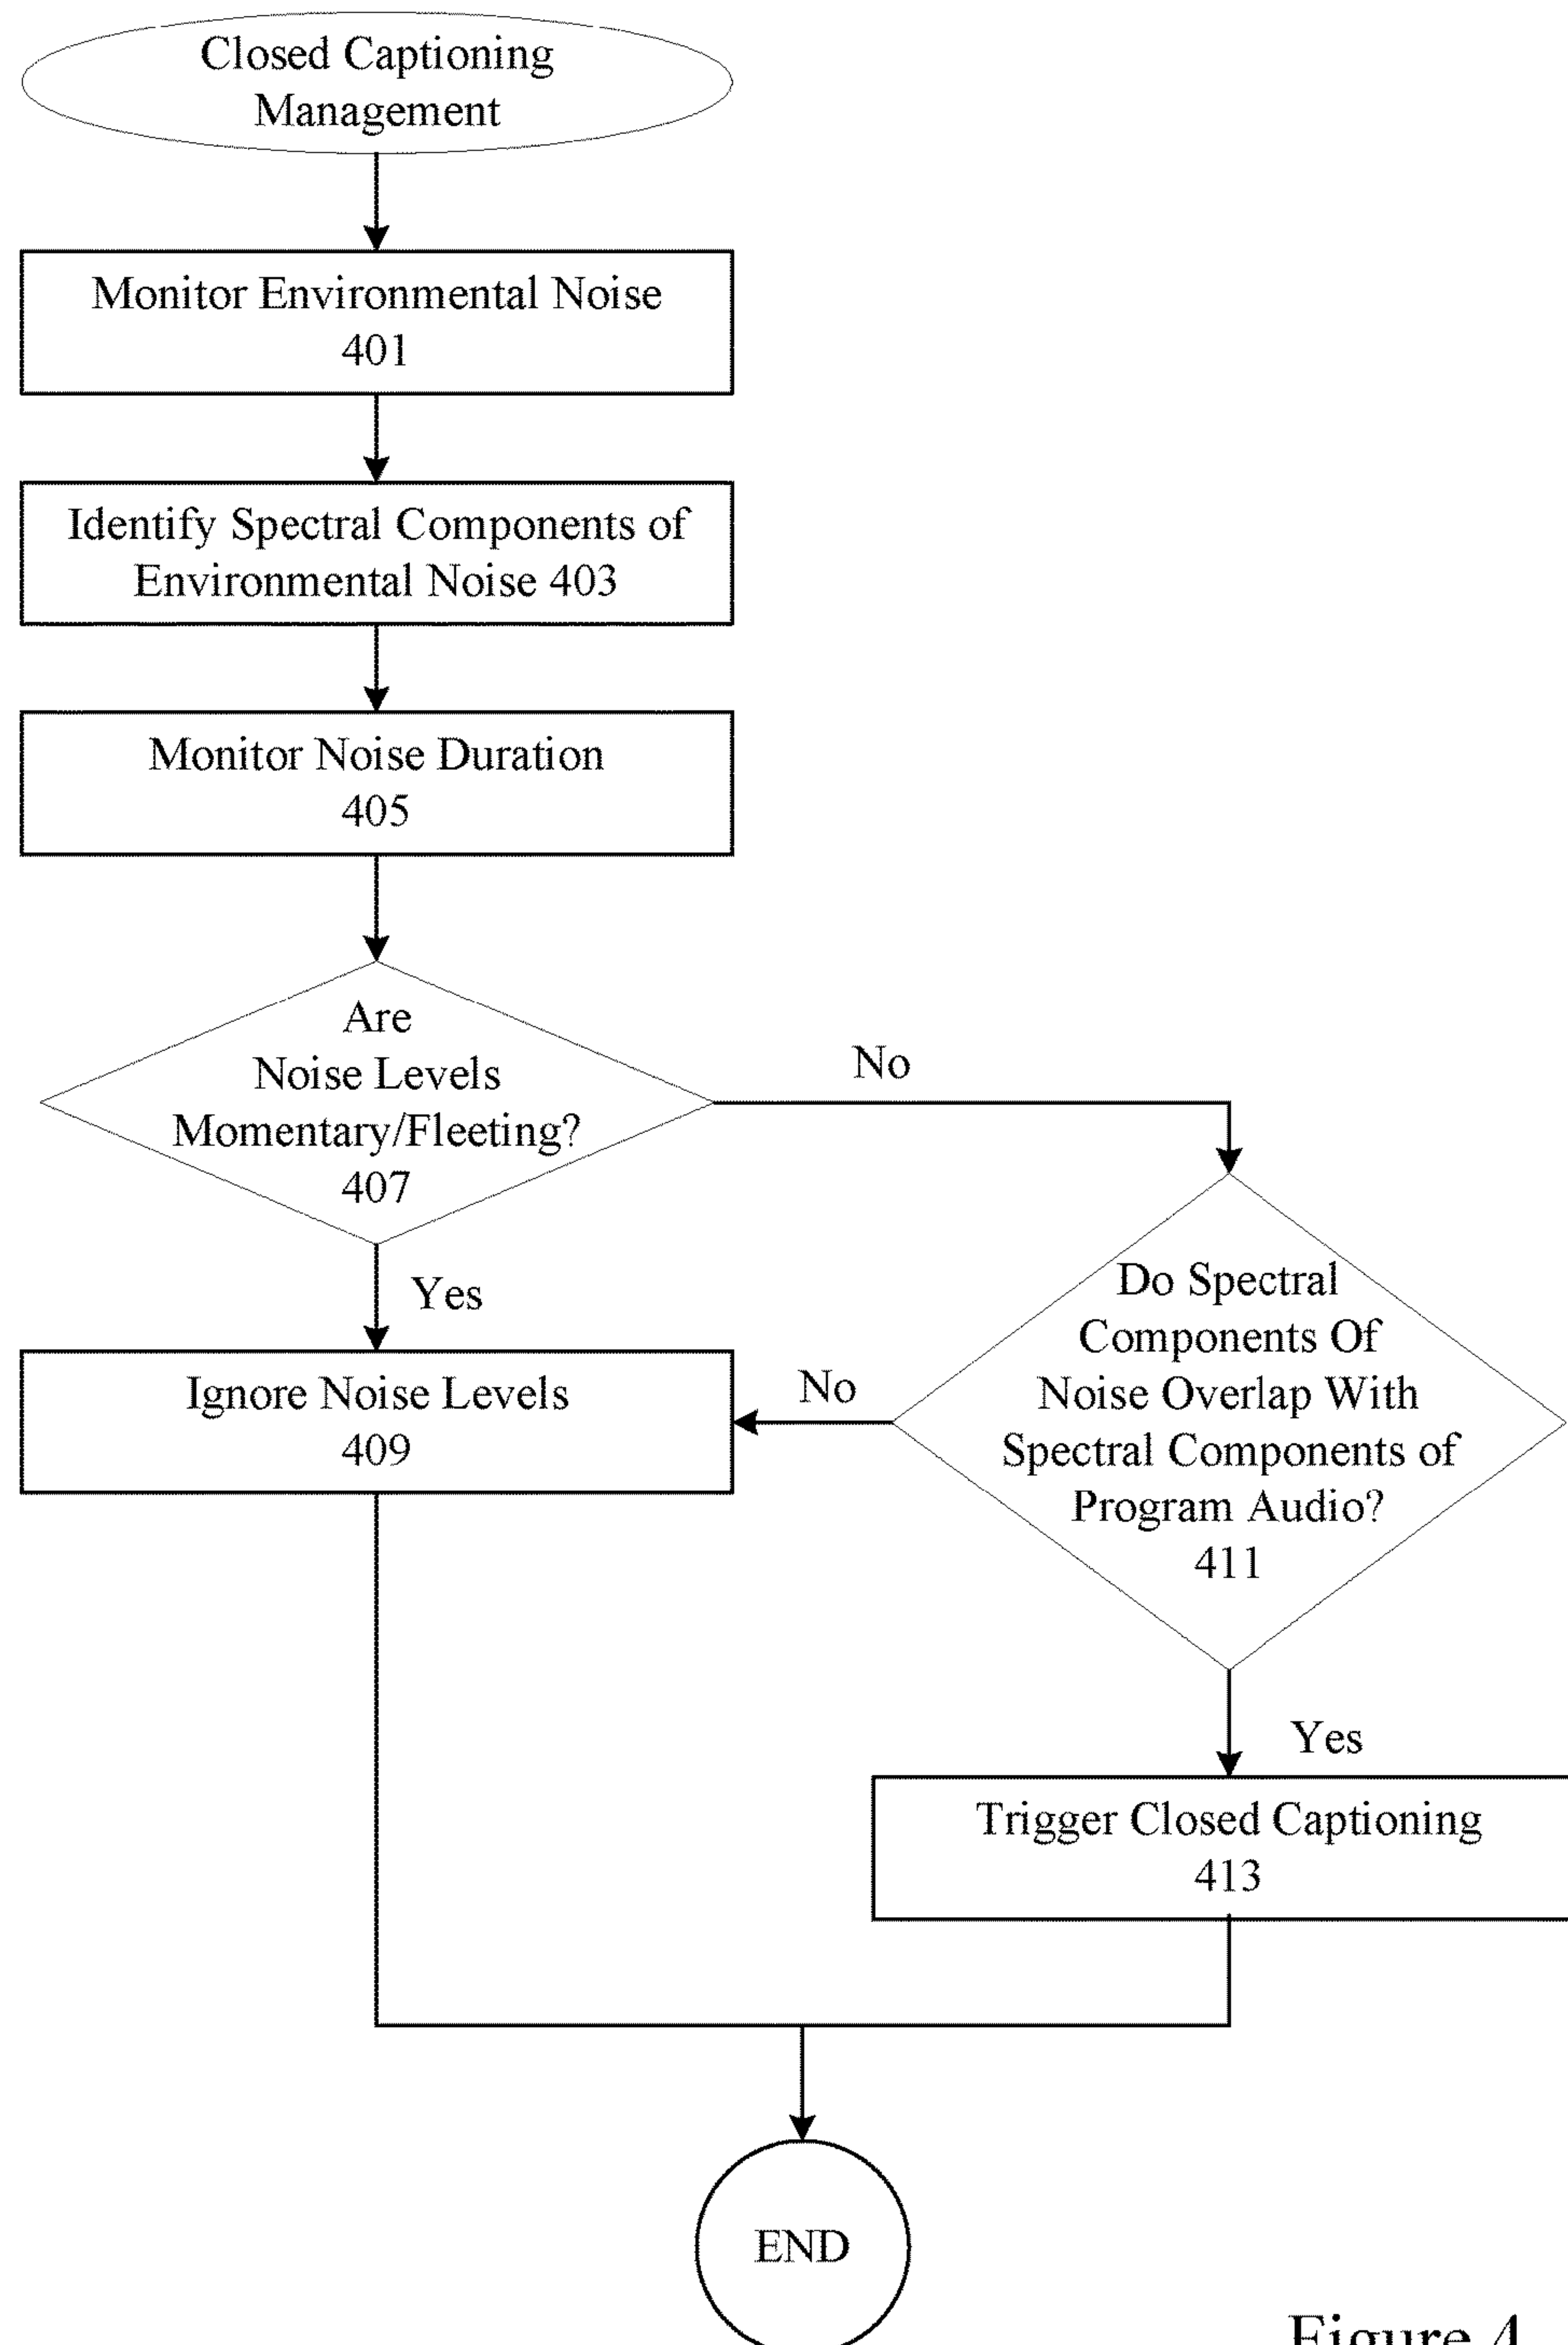 Closed Captioning
Management
Monitor Environmental Noise
401
Identify Spectral Components of
Environmental Noise 403
Monitor Noise Duration
405
Are
Noise Levels
Momentary/Fleeting?
407
No
Yes
Do Spectral
Components Of
Noise Overlap With
Spectral Components of
Program Audio?
411
No
Ignore Noise Levels
409
Yes
Trigger Closed Captioning
413
END
Figure 4